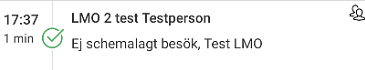 17:37
1 min
LMO 2 test Testperson
Ej schemalagt besök, Test LMO